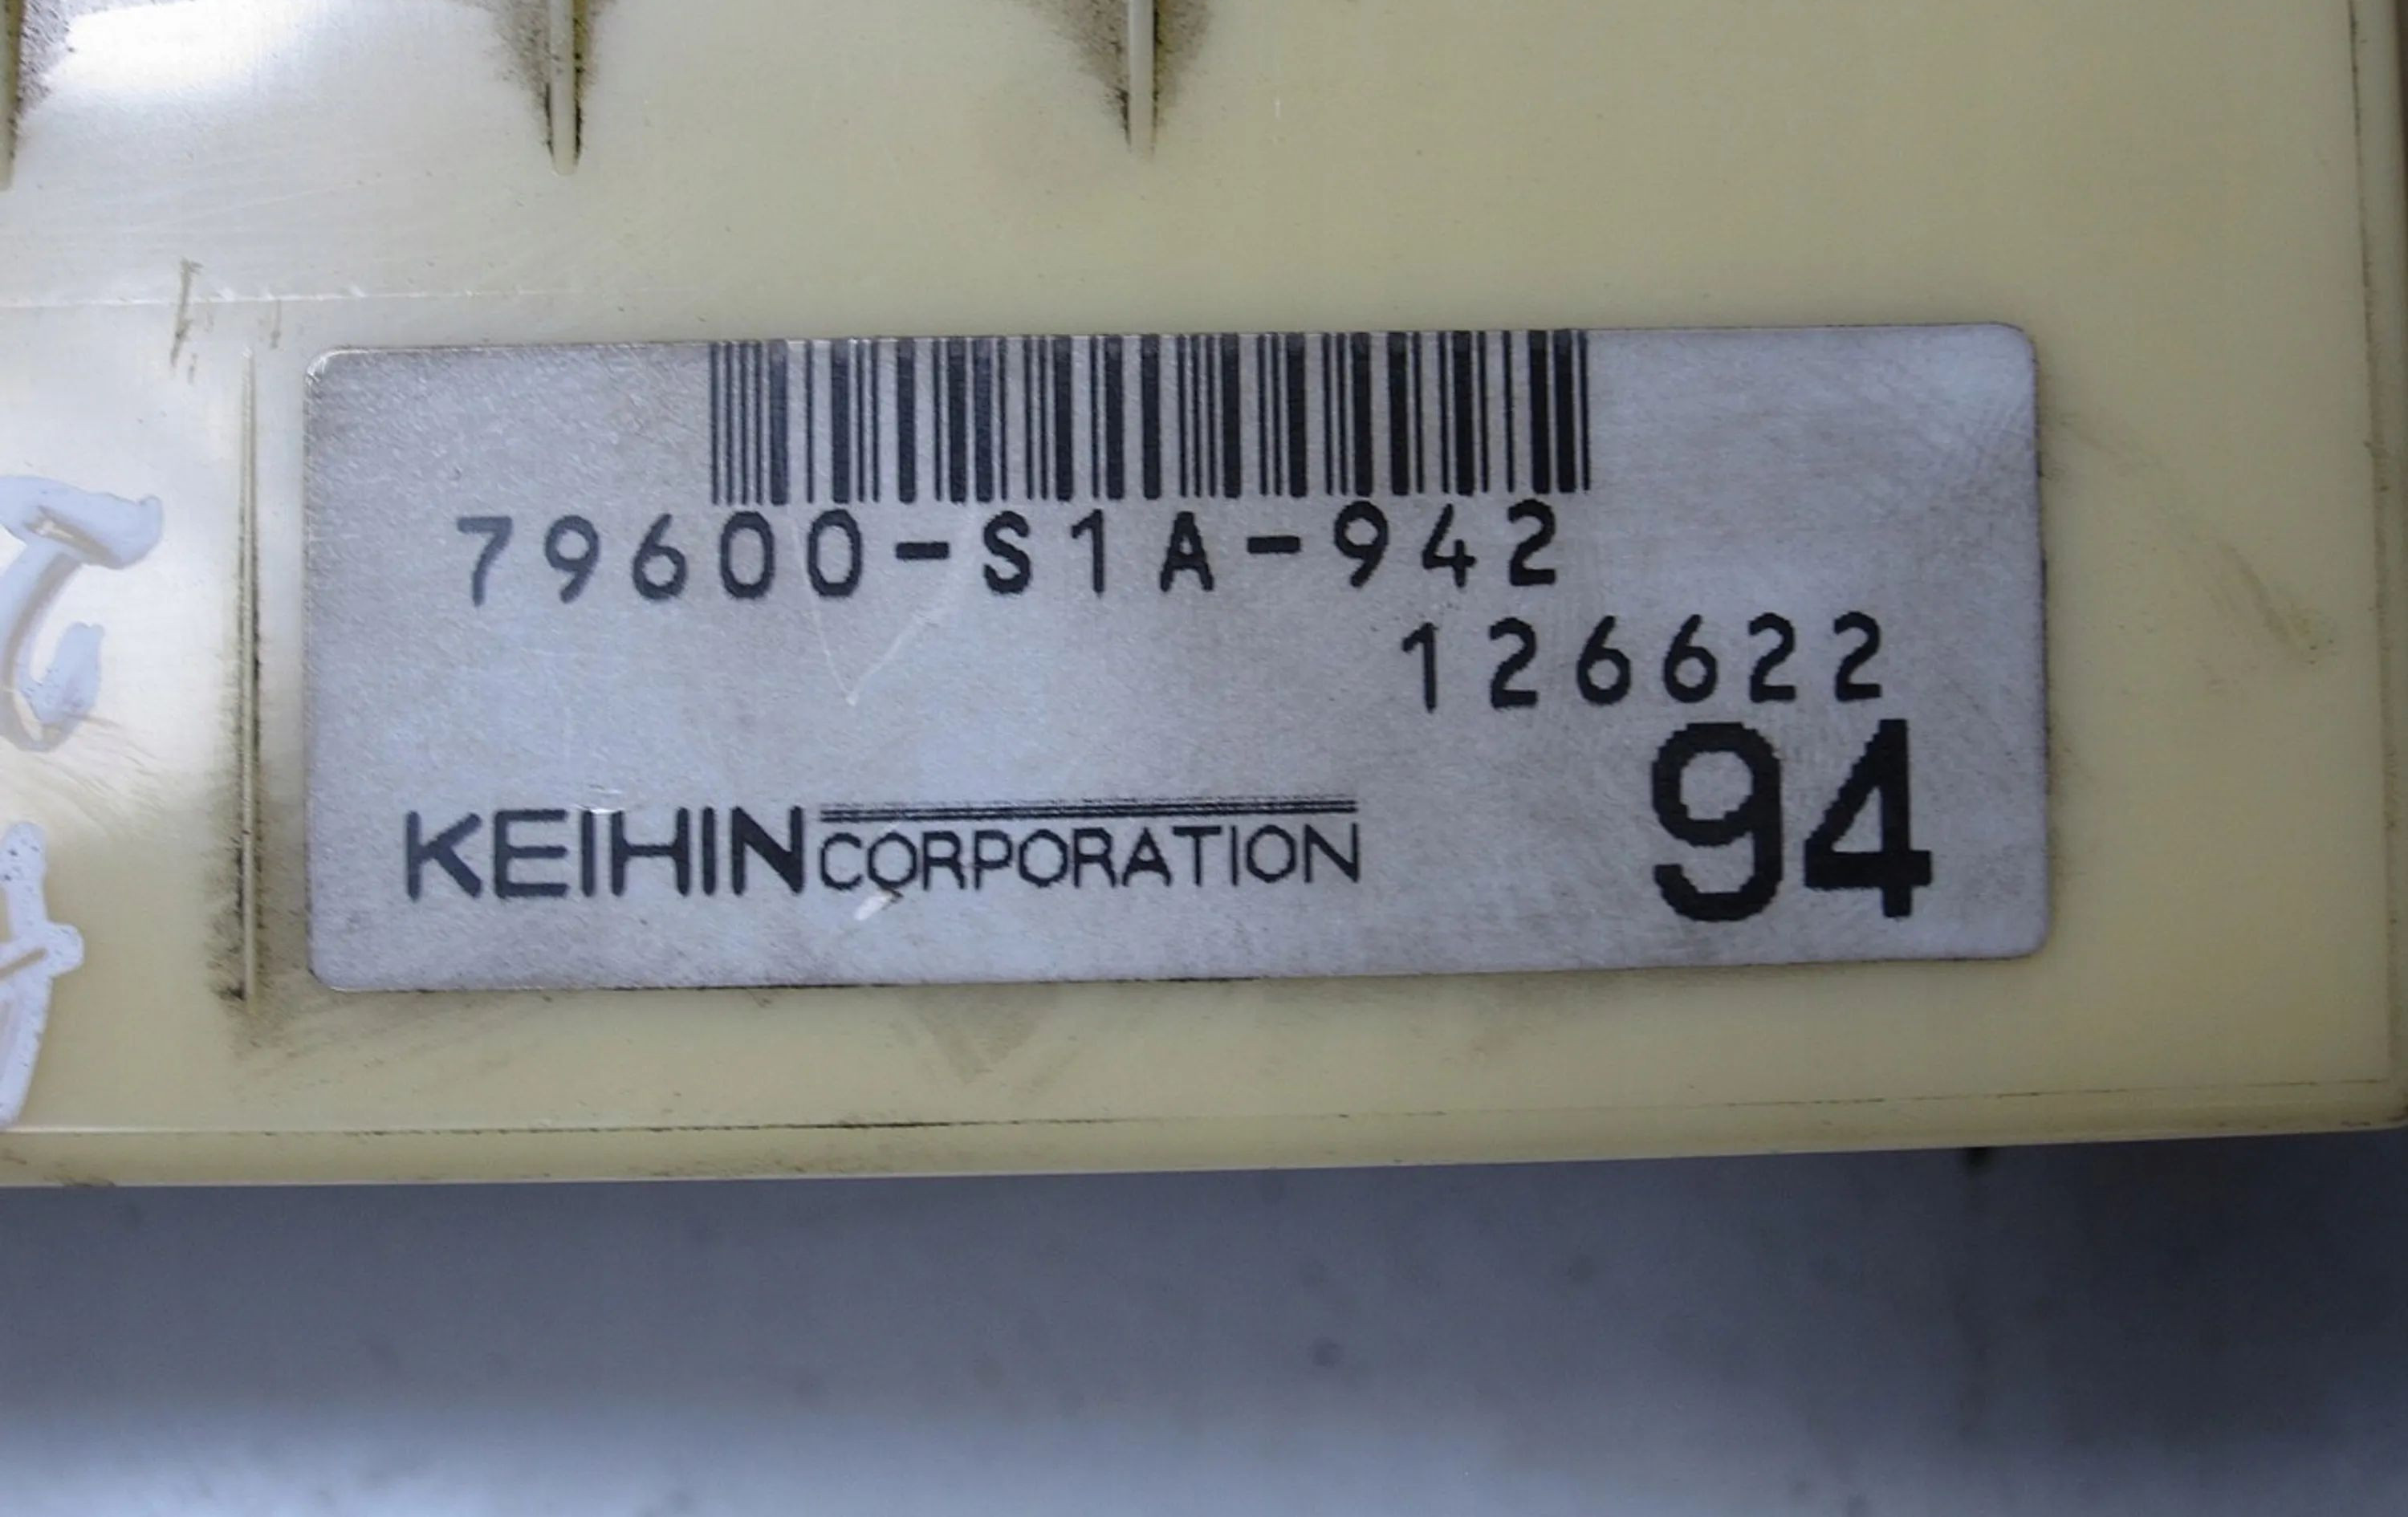 79600-S1A-942
126622
94
KEIHIN CORPORATION